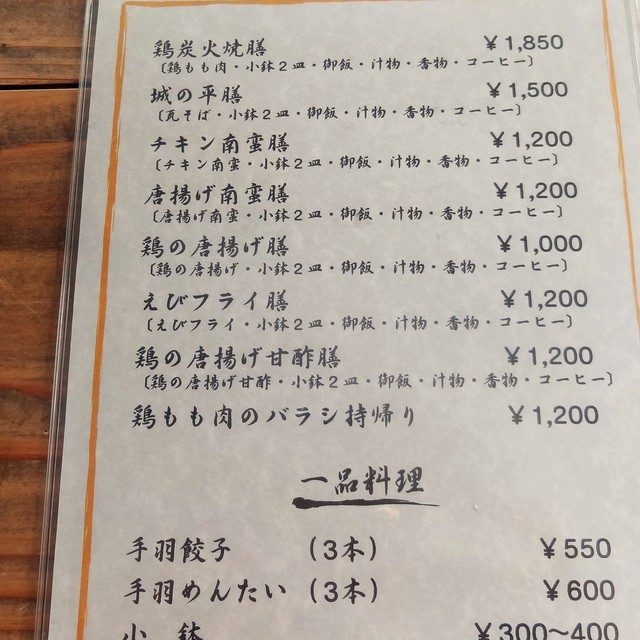 鶏炭火焼膳 ¥1,850
〔鶏もも肉・小鉢2皿・御飯・汁物・香物・コーヒー〕
城の平膳 ¥1,500
〔瓦そば・小鉢2皿・御飯・汁物・香物・コーヒー〕
チキン南蛮膳 ¥1,200
〔チキン南蛮・小鉢2皿・御飯・汁物・香物・コーヒー〕
唐揚げ南蛮膳 ¥1,200
〔唐揚げ南蛮・小鉢2皿・御飯・汁物・香物・コーヒー〕
鶏の唐揚げ膳 ¥1,000
〔鶏の唐揚げ・小鉢2皿・御飯・汁物・香物・コーヒー〕
えびフライ膳 ¥1,200
〔えびフライ・小鉢2皿・御飯・汁物・香物・コーヒー〕
鶏の唐揚げ甘酢膳 ¥1,200
〔鶏の唐揚げ甘酢・小鉢2皿・御飯・汁物・香物・コーヒー〕
鶏もも肉のバラシ持帰り ¥1,200
一品料理
手羽餃子 (3本) ¥550
手羽めんたい (3本) ¥600
小鉢 ¥300~400